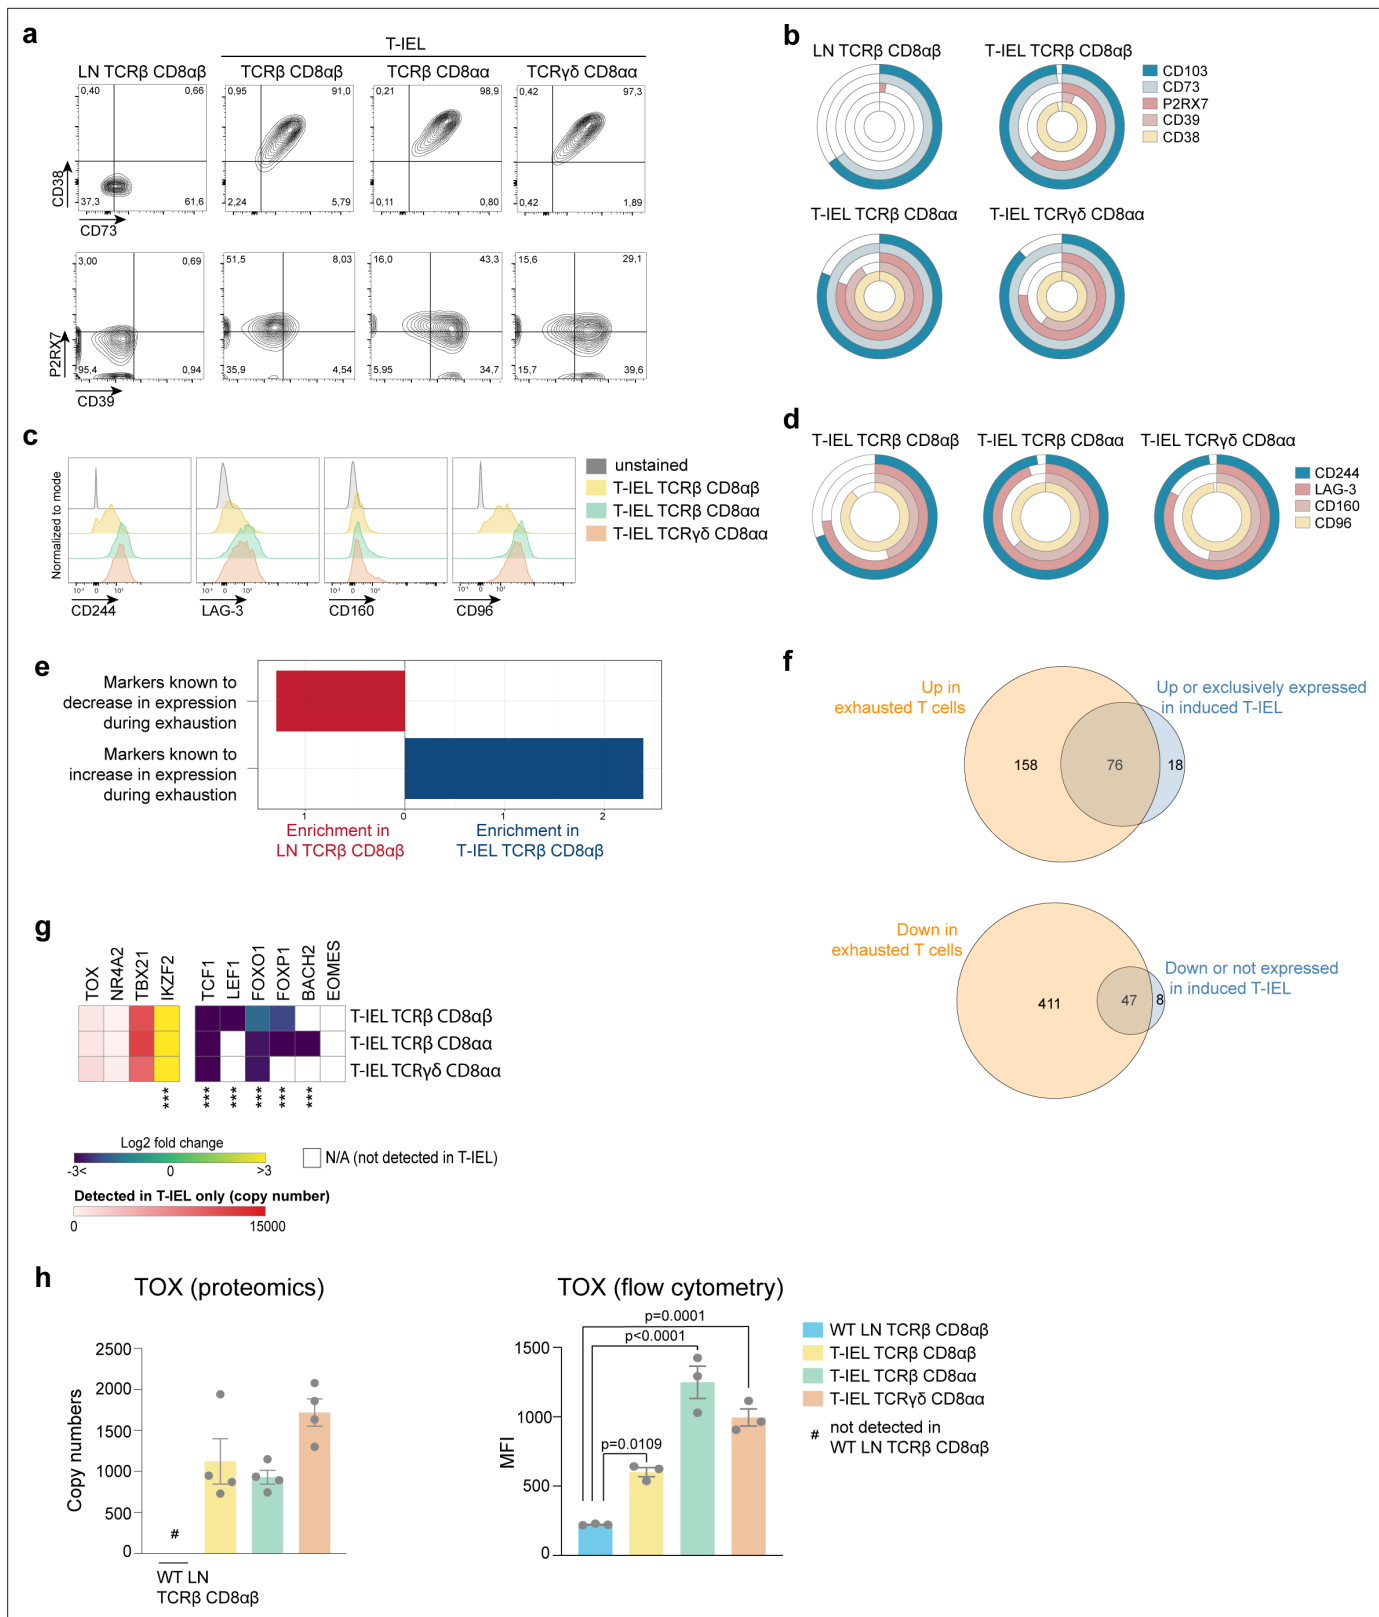 a
T-IEL
LN TCRβ CD8αβ
TCRβ CD8αβ
TCRβ CD8αα
TCRγδ CD8αα
0,40 0,66
37,3 61,6
0,95 91,0
2,24 5,79
0,21 98,9
0,11 0,80
0,42 97,3
0,42 1,89
CD38
CD73
3,00 0,69
95,4 0,94
51,5 8,03
35,9 4,54
16,0 43,3
5,95 34,7
15,6 29,1
15,7 39,6
P2RX7
CD39
b
LN TCRβ CD8αβ
T-IEL TCRβ CD8αβ
CD103
CD73
P2RX7
CD39
CD38
T-IEL TCRβ CD8αα
T-IEL TCRγδ CD8αα
c
Normalized to mode
CD244
LAG-3
CD160
CD96
unstained
T-IEL TCRβ CD8αβ
T-IEL TCRβ CD8αα
T-IEL TCRγδ CD8αα
d
T-IEL TCRβ CD8αβ
T-IEL TCRβ CD8αα
T-IEL TCRγδ CD8αα
CD244
LAG-3
CD160
CD96
e
Markers known to
decrease in expression
during exhaustion
Markers known to
increase in expression
during exhaustion
1 0 1 2
Enrichment in
LN TCRβ CD8αβ
Enrichment in
T-IEL TCRβ CD8αβ
f
Up in
exhausted T cells
Up or exclusively expressed
in induced T-IEL
158 76 18
Down in
exhausted T cells
Down or not expressed
in induced T-IEL
411 47 8
g
TOX
NR4A2
TBX21
IKZF2
TCF1
LEF1
FOXO1
FOXP1
BACH2
EOMES
T-IEL TCRβ CD8αβ
T-IEL TCRβ CD8αα
T-IEL TCRγδ CD8αα
*** *** *** *** *** ***
Log2 fold change
-3< 0 >3
N/A (not detected in T-IEL)
Detected in T-IEL only (copy number)
0 15000
h
TOX (proteomics)
Copy numbers
2500
2000
1500
1000
500
0
#
WT LN
TCRβ CD8αβ
TOX (flow cytometry)
MFI
1500
1000
500
0
p=0.0001
p<0.0001
p=0.0109
WT LN TCRβ CD8αβ
T-IEL TCRβ CD8αβ
T-IEL TCRβ CD8αα
T-IEL TCRγδ CD8αα
# not detected in
WT LN TCRβ CD8αβ